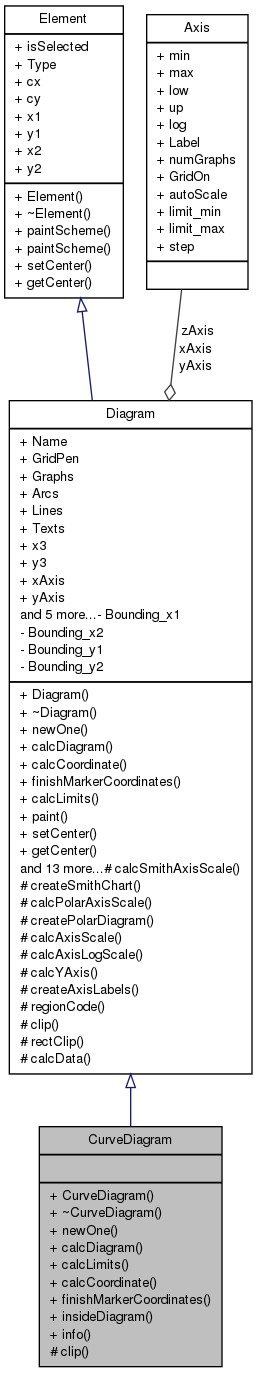 Element
+ isSelected
+ Type
+ cx
+ cy
+ x1
+ y1
+ x2
+ y2
+ Element()
+ ~Element()
+ paintScheme()
+ paintScheme()
+ setCenter()
+ getCenter()
Axis
+ min
+ max
+ low
+ up
+ log
+ Label
+ numGraphs
+ GridOn
+ autoScale
+ limit_min
+ limit_max
+ step
zAxis
xAxis
yAxis
Diagram
+ Name
+ GridPen
+ Graphs
+ Arcs
+ Lines
+ Texts
+ x3
+ y3
+ xAxis
+ yAxis
and 5 more...- Bounding_x1
- Bounding_x2
- Bounding_y1
- Bounding_y2
+ Diagram()
+ ~Diagram()
+ newOne()
+ calcDiagram()
+ calcCoordinate()
+ finishMarkerCoordinates()
+ calcLimits()
+ paint()
+ setCenter()
+ getCenter()
and 13 more...# calcSmithAxisScale()
# createSmithChart()
# calcPolarAxisScale()
# createPolarDiagram()
# calcAxisScale()
# calcAxisLogScale()
# calcYAxis()
# createAxisLabels()
# regionCode()
# clip()
# rectClip()
# calcData()
CurveDiagram
+ CurveDiagram()
+ ~CurveDiagram()
+ newOne()
+ calcDiagram()
+ calcLimits()
+ calcCoordinate()
+ finishMarkerCoordinates()
+ insideDiagram()
+ info()
# clip()